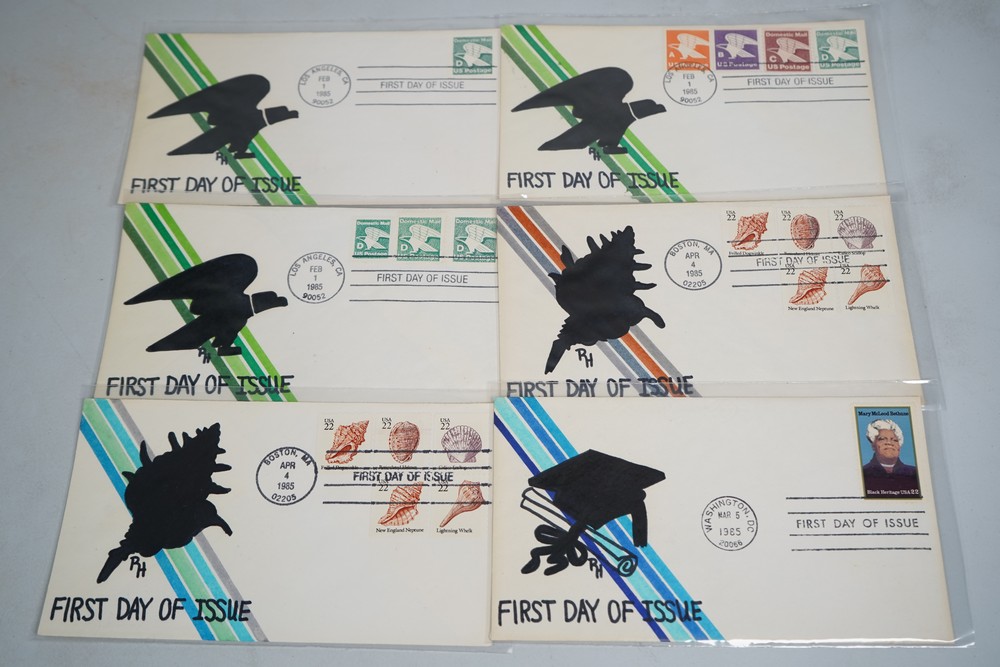 D
US Postage
LOS ANGELES, CA
FEB
1
1985
90052
FIRST DAY OF ISSUE
RH
FIRST DAY OF ISSUE
Domestic Mail
Domestic Mail
A
B
C
D
US Postage
US Postage
US Postage
FEB
1
1985
90052
FIRST DAY OF ISSUE
RH
FIRST DAY OF ISSUE
Domestic Mail
Domestic Mail
Domestic Mail
D
D
D
LOS ANGELES, CA
FEB
1
1985
90052
FIRST DAY OF ISSUE
RH
FIRST DAY OF ISSUE
USA
22
USA
22
USA
22
BOSTON, MA
APR
4
1985
02205
FIRST DAY OF ISSUE
22
22
New England Neptune
Lightning Whelk
RH
FIRST DAY OF ISSUE
USA
22
USA
22
USA
22
BOSTON, MA
APR
4
1985
02205
FIRST DAY OF ISSUE
22
22
New England Neptune
Lightning Whelk
RH
FIRST DAY OF ISSUE
Mary McLeod Bethune
Black Heritage USA 22
WASHINGTON, DC
MAR 5
1985
20066
FIRST DAY OF ISSUE
RH
FIRST DAY OF ISSUE